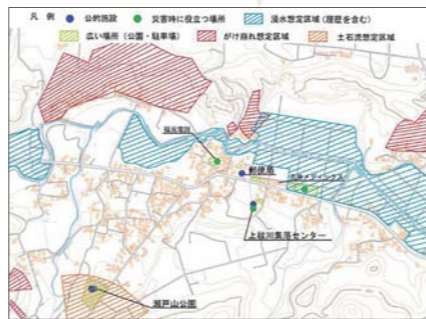 凡 例 公的施設 災害時に役立つ場所 浸水想定区域（履歴を含む）
広い場所（公園・駐車場） がけ崩れ想定区域 土石流想定区域
郵便局
上紋川集落センター
瀬戸山公園